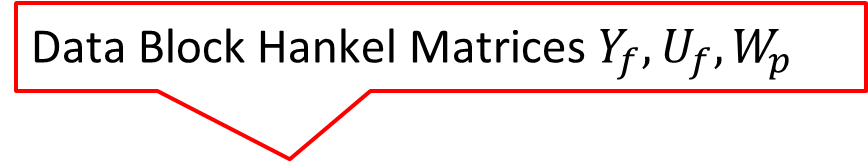 Data Block Hankel Matrices $Y_f, U_f, W_p$